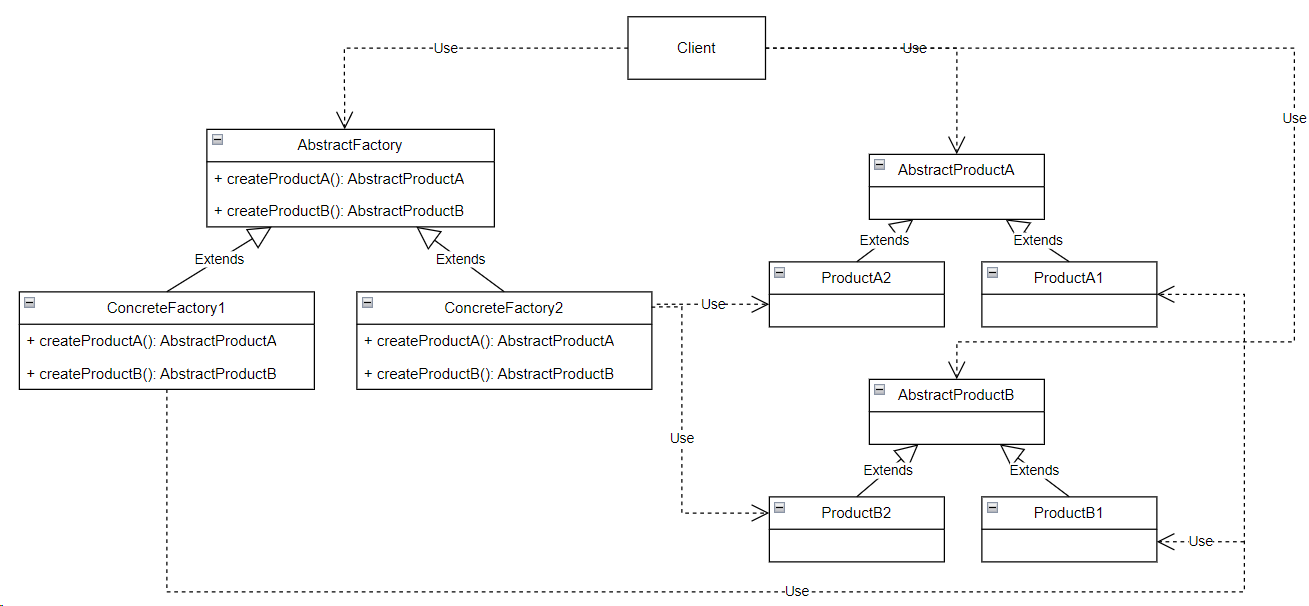 Client
Use
Use
Use
AbstractFactory
+ createProductA(): AbstractProductA
+ createProductB(): AbstractProductB
AbstractProductA
Extends
Extends
Extends
Extends
ProductA2
ProductA1
ConcreteFactory1
+ createProductA(): AbstractProductA
+ createProductB(): AbstractProductB
ConcreteFactory2
+ createProductA(): AbstractProductA
+ createProductB(): AbstractProductB
Use
AbstractProductB
Use
Extends
Extends
ProductB2
ProductB1
Use
Use